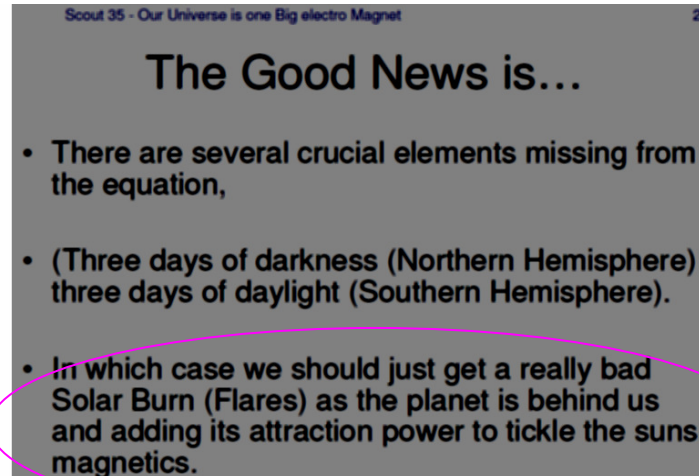 Scout 35 - Our Universe is one Big electro Magnet
The Good News is...
• There are several crucial elements missing from
the equation,
• (Three days of darkness (Northern Hemisphere)
three days of daylight (Southern Hemisphere).
• In which case we should just get a really bad
Solar Burn (Flares) as the planet is behind us
and adding its attraction power to tickle the suns
magnetics.